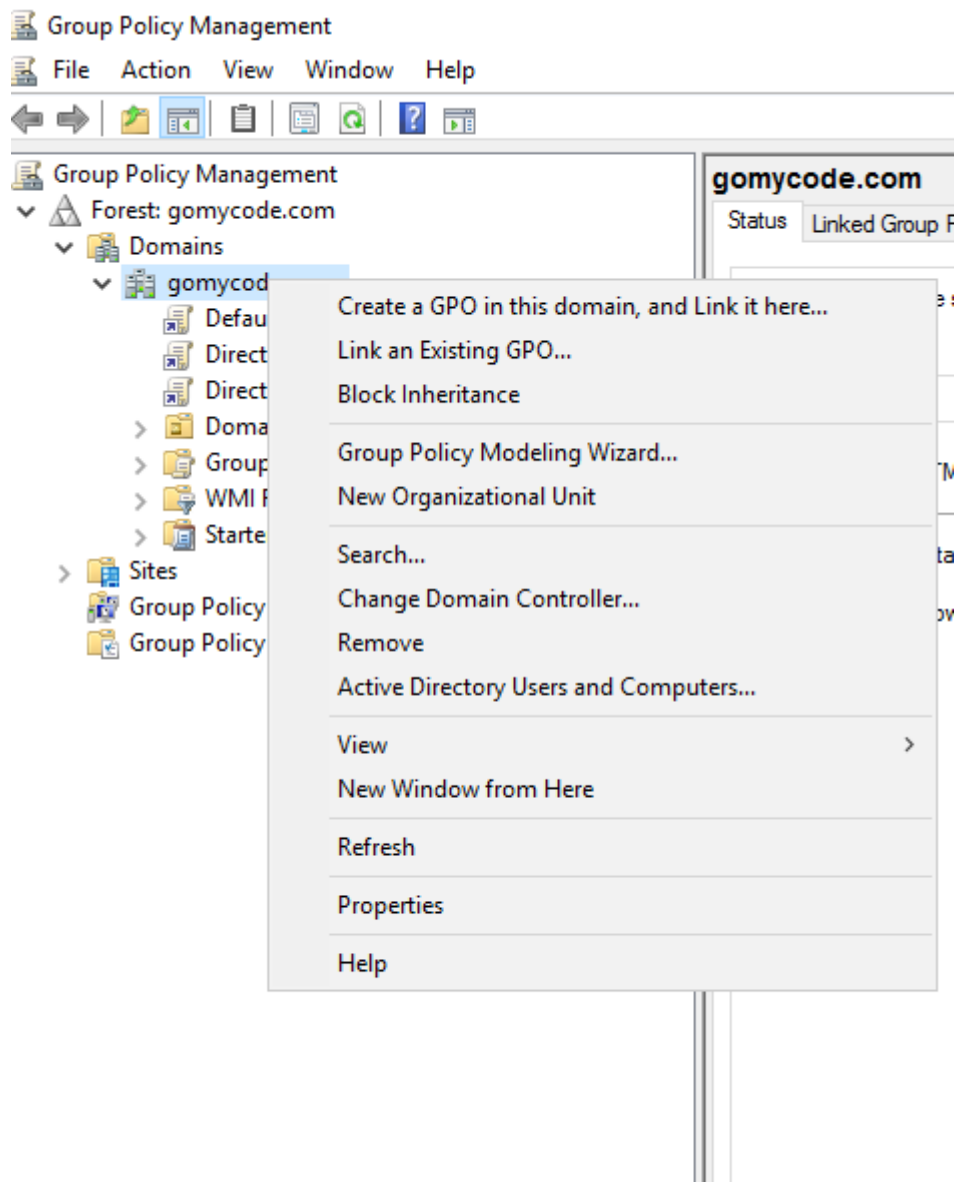 Group Policy Management
File Action View Window Help
Group Policy Management
Forest: gomycode.com
Domains
gomycod
Defau
Direct
Direct
Doma
Group
WMI F
Starte
Sites
Group Policy
Group Policy
gomycode.com
Status Linked Group P
Create a GPO in this domain, and Link it here...
Link an Existing GPO...
Block Inheritance
Group Policy Modeling Wizard...
New Organizational Unit
Search...
Change Domain Controller...
Remove
Active Directory Users and Computers...
View
New Window from Here
Refresh
Properties
Help